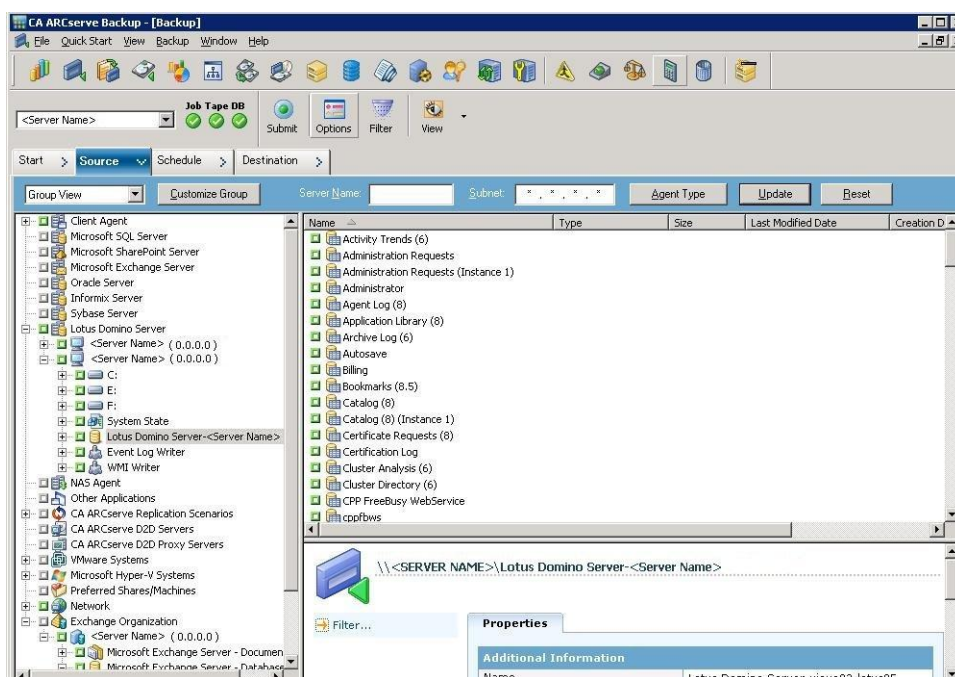 CA ARCserve Backup - [Backup]
File Quick Start View Backup Window Help
<Server Name> Job Tape DB Submit Options Filter View
Start > Source Schedule > Destination >
Group View Customize Group Server Name: Subnet: * . * . * . * Agent Type Update Reset
Client Agent
Microsoft SQL Server
Microsoft SharePoint Server
Microsoft Exchange Server
Oracle Server
Informix Server
Sybase Server
Lotus Domino Server
<Server Name> ( 0.0.0.0 )
<Server Name> ( 0.0.0.0 )
C:
E:
F:
System State
Lotus Domino Server-<Server Name>
Event Log Writer
WMI Writer
NAS Agent
Other Applications
CA ARCserve Replication Scenarios
CA ARCserve D2D Servers
CA ARCserve D2D Proxy Servers
VMware Systems
Microsoft Hyper-V Systems
Preferred Shares/Machines
Network
Exchange Organization
<Server Name> ( 0.0.0.0 )
Microsoft Exchange Server - Documen
Microsoft Exchange Server - Database
Name Type Size Last Modified Date Creation D
Activity Trends (6)
Administration Requests
Administration Requests (Instance 1)
Administrator
Agent Log (8)
Application Library (8)
Archive Log (6)
Autosave
Billing
Bookmarks (8.5)
Catalog (8)
Catalog (8) (Instance 1)
Certificate Requests (8)
Certification Log
Cluster Analysis (6)
Cluster Directory (6)
CPP FreeBusy WebService
cppfbws
\\<SERVER NAME>\Lotus Domino Server-<Server Name>
Filter...
Properties
Additional Information
Name Lotus Domino Server